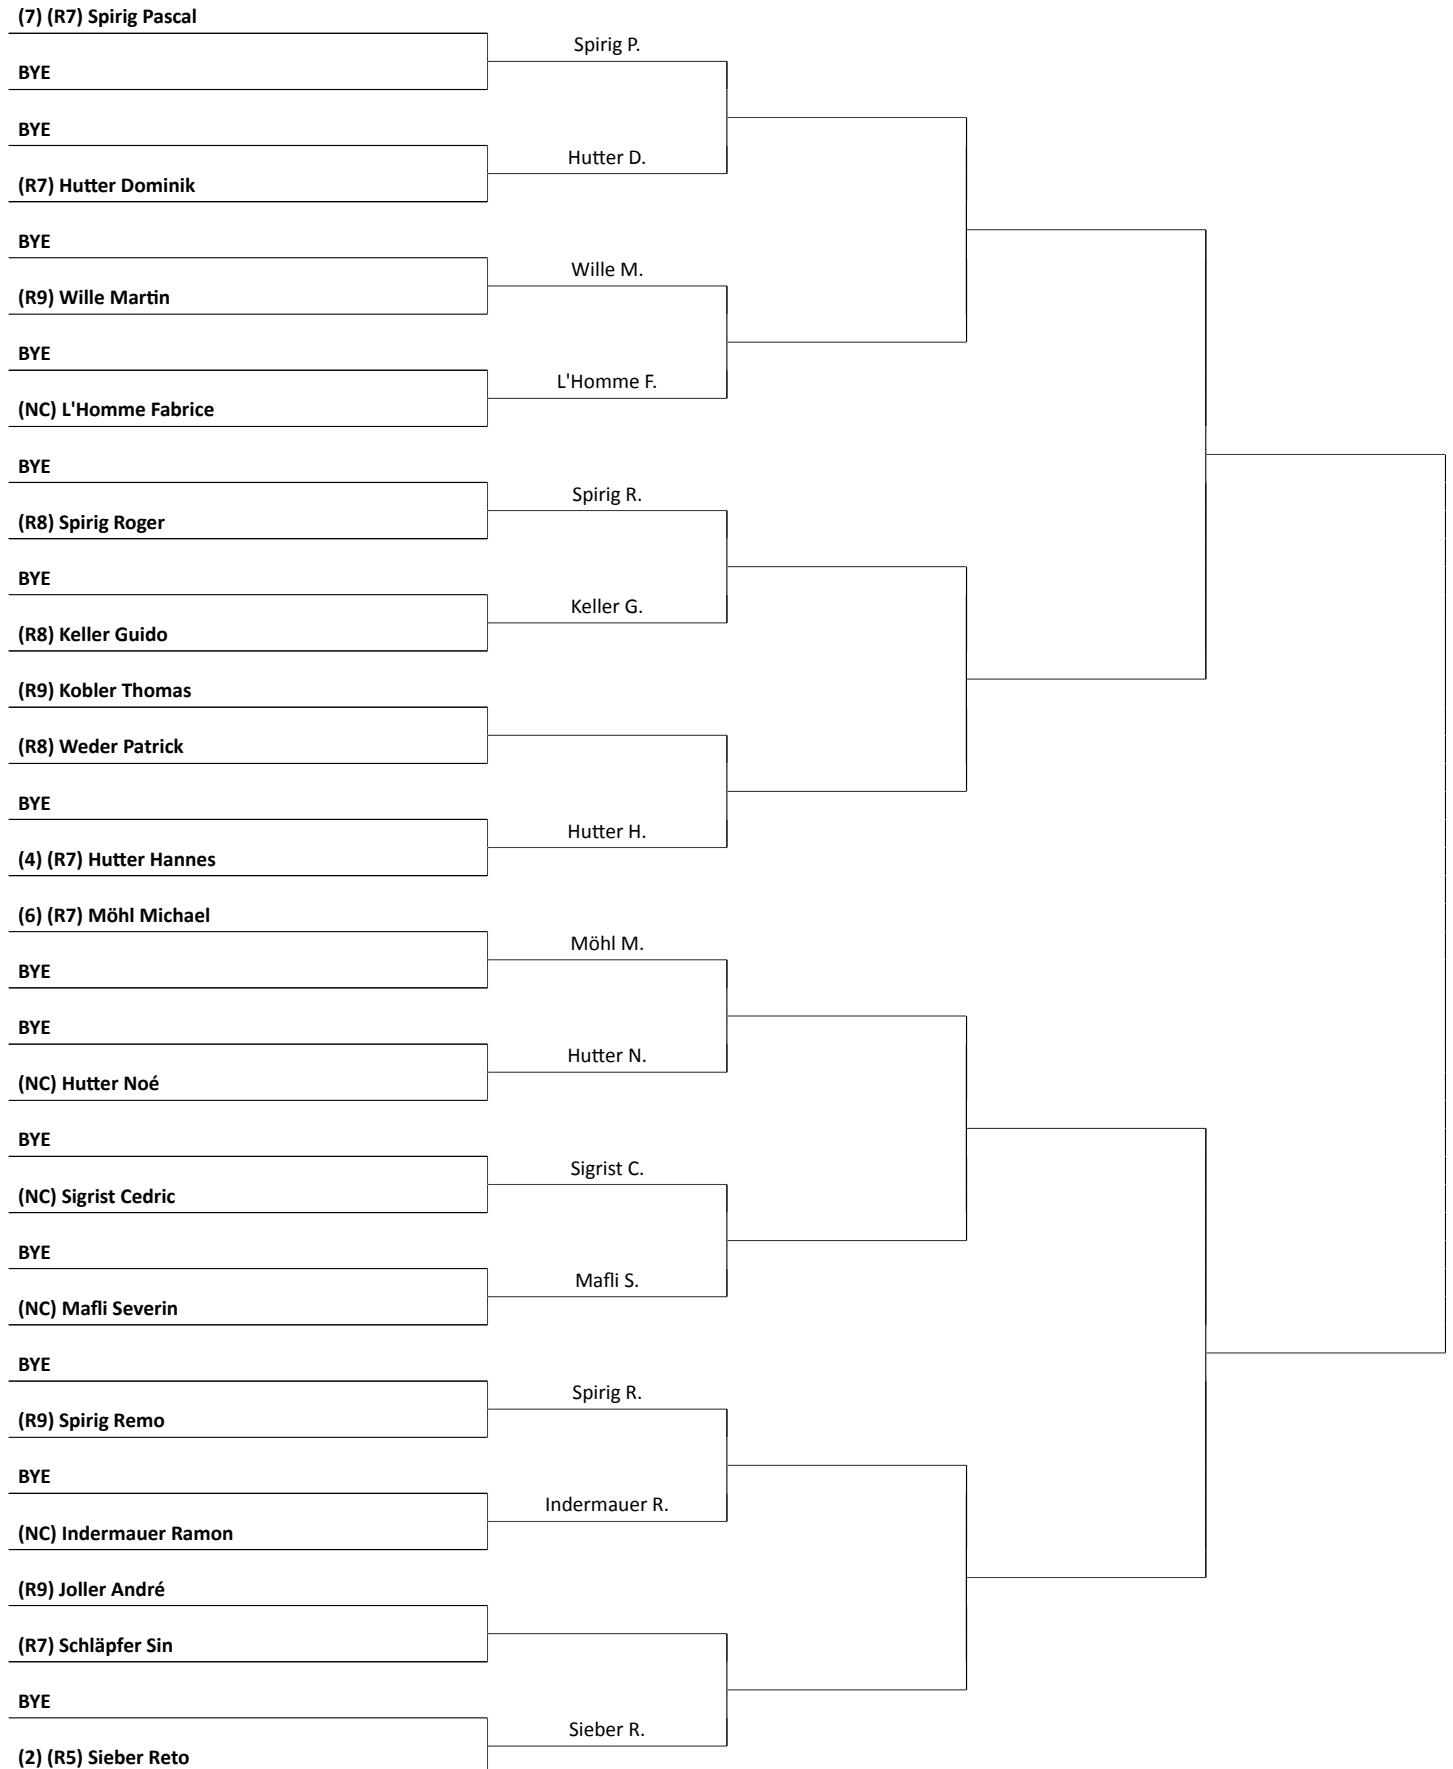 (7) (R7) Spirig Pascal
Spirig P.
BYE
BYE
Hutter D.
(R7) Hutter Dominik
BYE
Wille M.
(R9) Wille Martin
BYE
L'Homme F.
(NC) L'Homme Fabrice
BYE
Spirig R.
(R8) Spirig Roger
BYE
Keller G.
(R8) Keller Guido
(R9) Kobler Thomas
(R8) Weder Patrick
BYE
Hutter H.
(4) (R7) Hutter Hannes
(6) (R7) Möhl Michael
Möhl M.
BYE
BYE
Hutter N.
(NC) Hutter Noé
BYE
Sigrist C.
(NC) Sigrist Cedric
BYE
Mafli S.
(NC) Mafli Severin
BYE
Spirig R.
(R9) Spirig Remo
BYE
Indermauer R.
(NC) Indermauer Ramon
(R9) Joller André
(R7) Schläpfer Sin
BYE
Sieber R.
(2) (R5) Sieber Reto